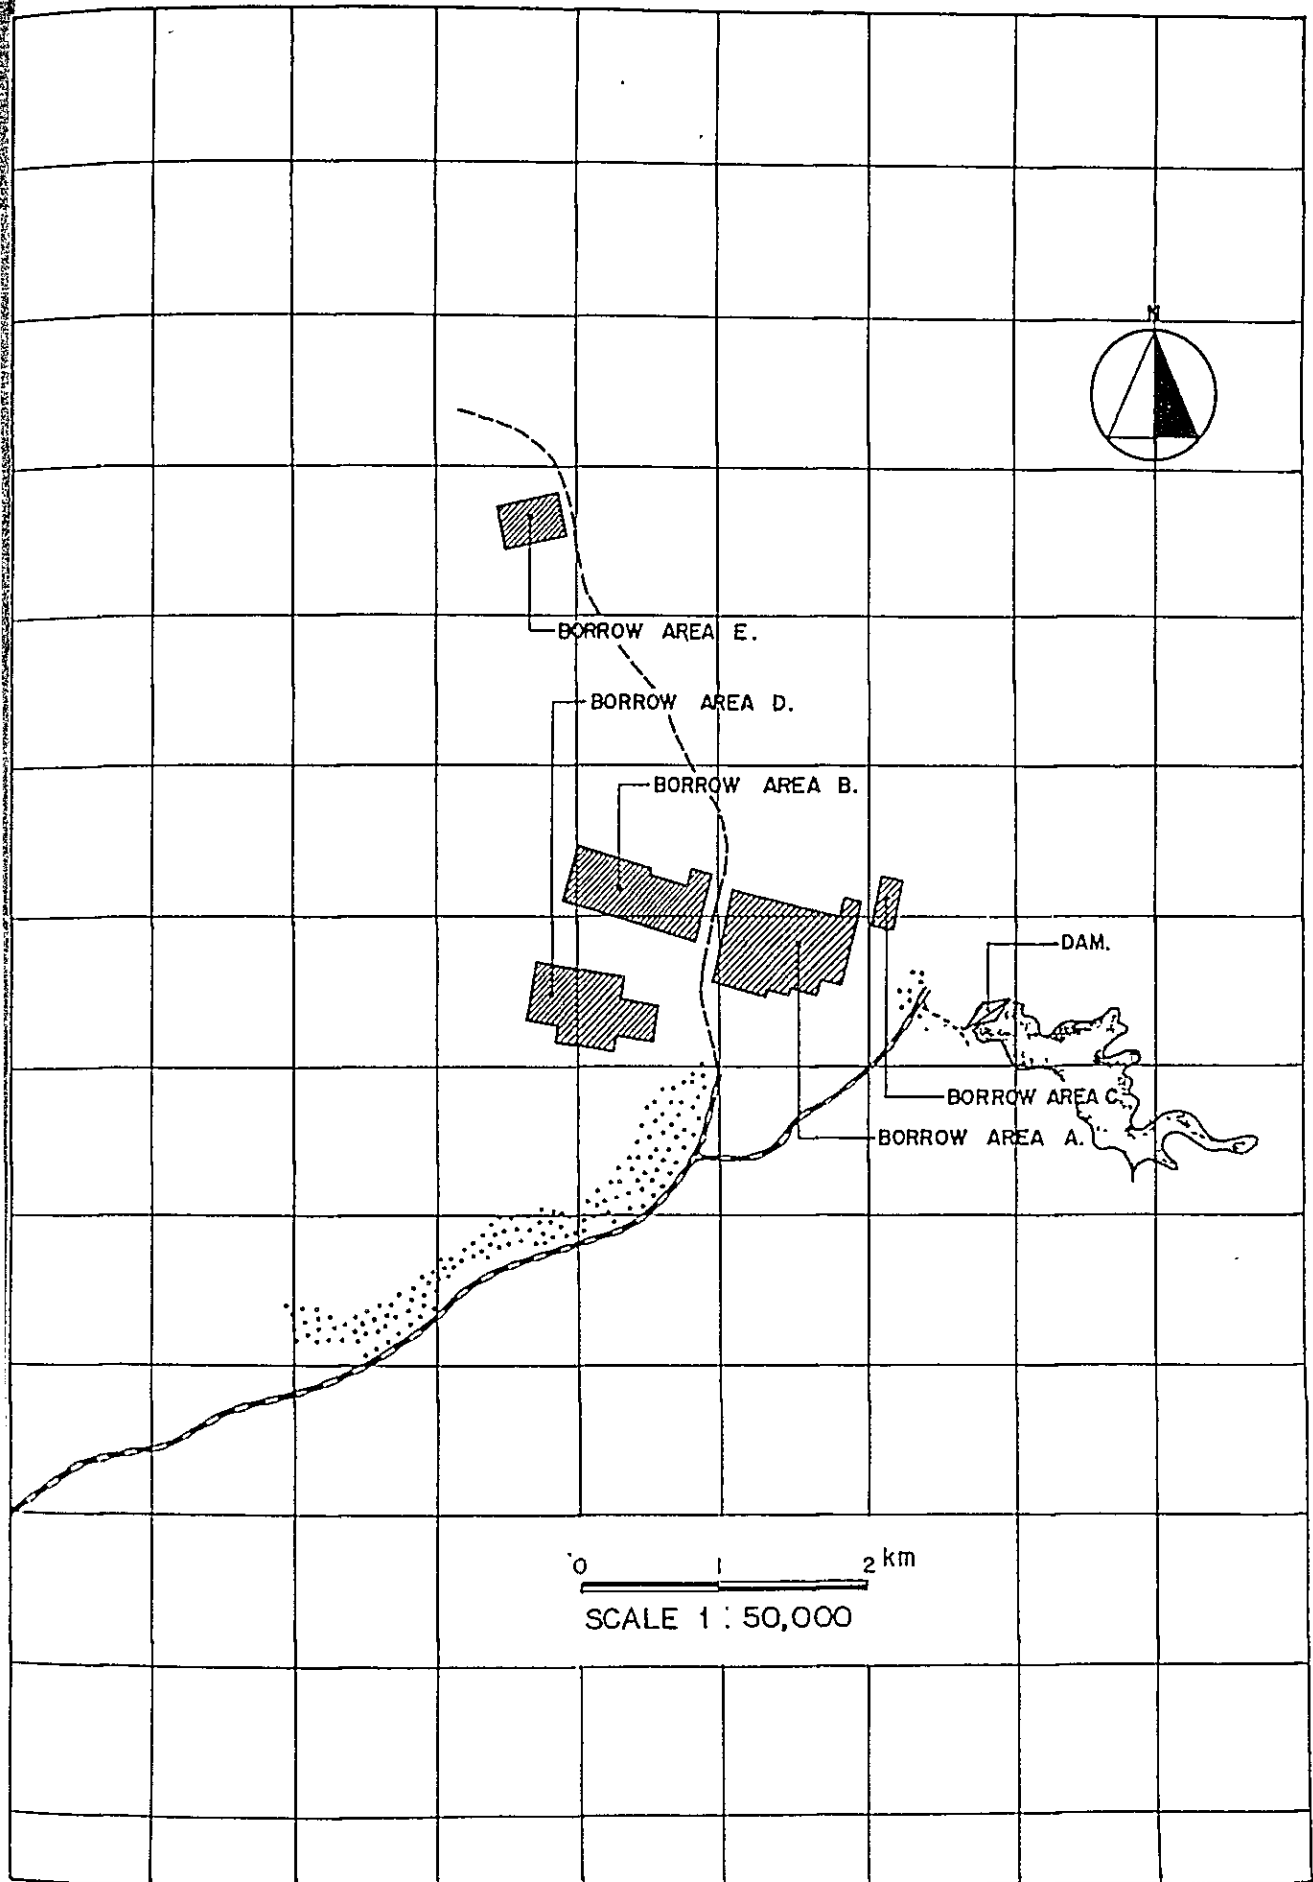 N
BORROW AREA E.
BORROW AREA D.
BORROW AREA B.
DAM.
BORROW AREA C.
BORROW AREA A.
0 1 2 km
SCALE 1 : 50,000